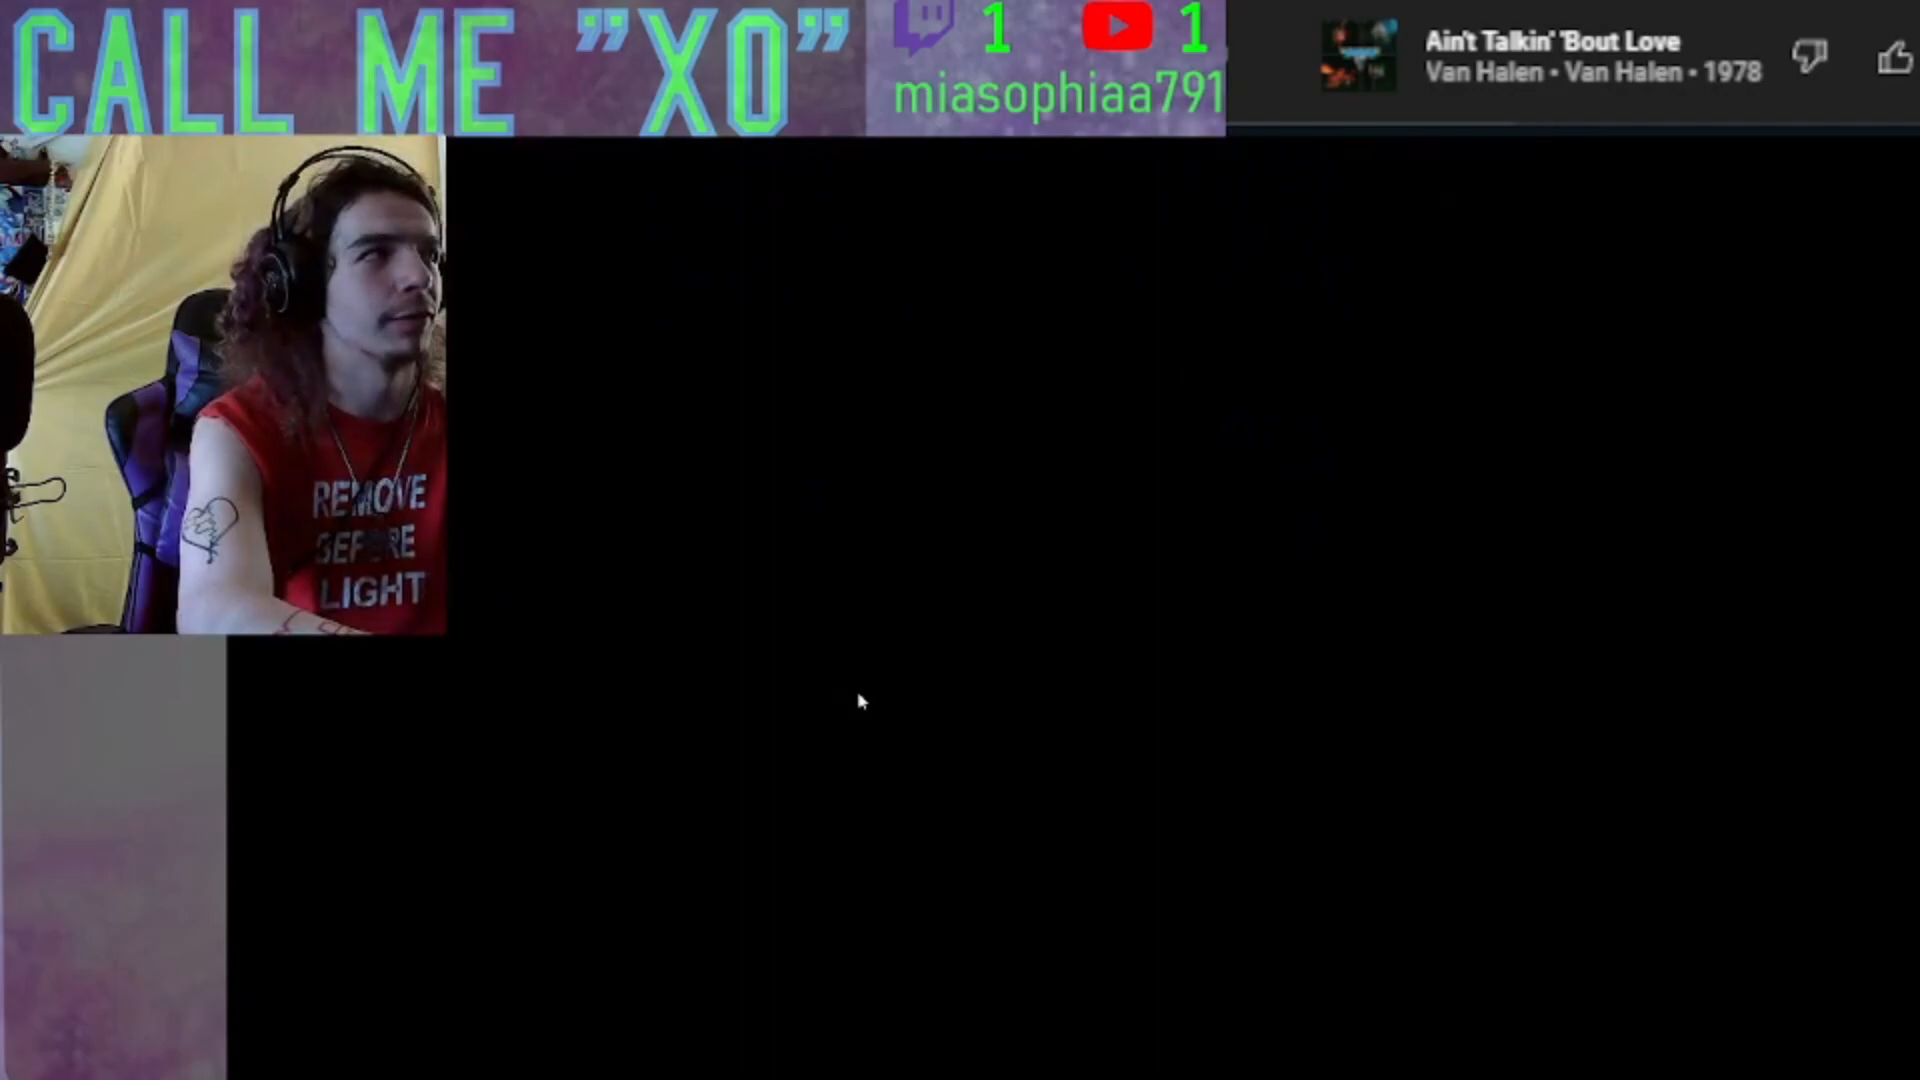 CALL ME "XO"
1 1
miasophiaa791
Ain't Talkin' 'Bout Love
Van Halen • Van Halen • 1978
REMOVE
BEFORE
LIGHT